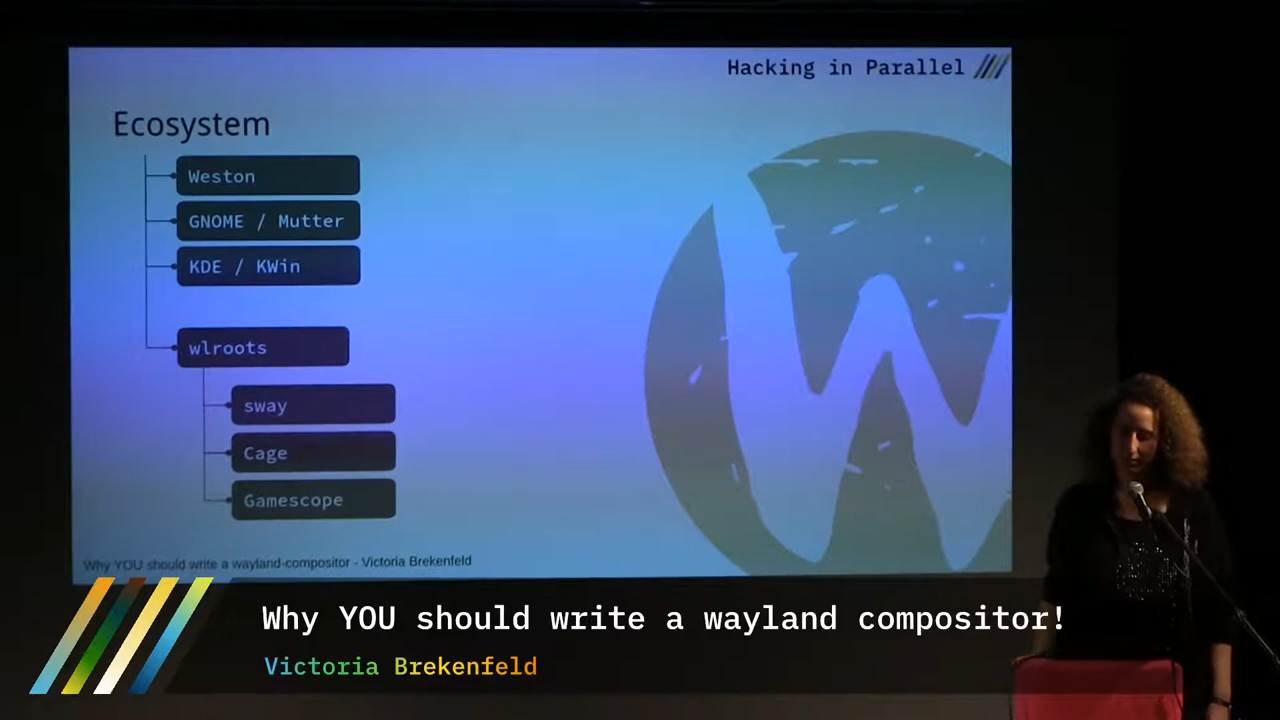 Hacking in Parallel
Ecosystem
Weston
GNOME / Mutter
KDE / KWin
wlroots
sway
Cage
Gamescope
Why YOU should write a wayland-compositor - Victoria Brekenfeld
Why YOU should write a wayland compositor!
Victoria Brekenfeld